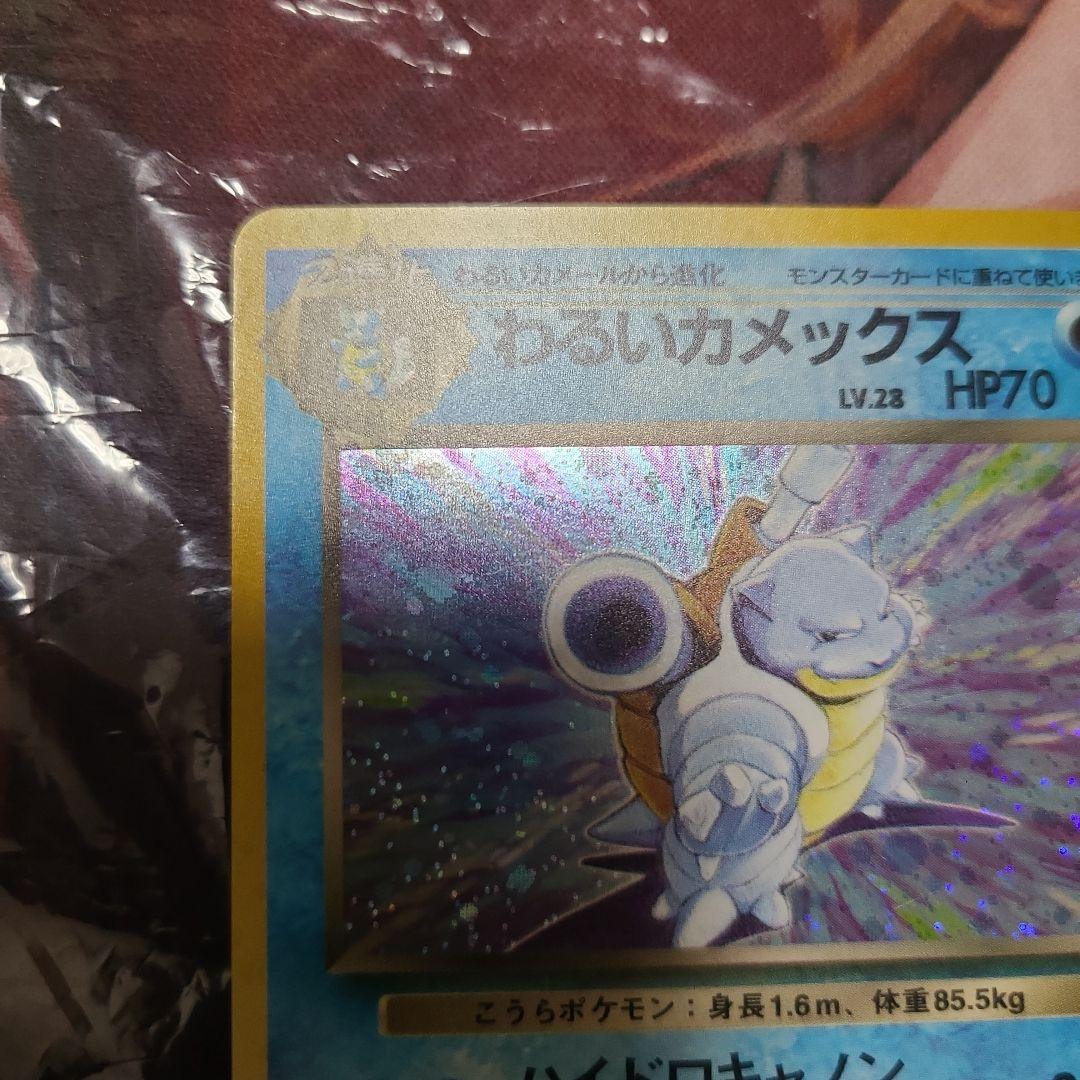 わるいカメールから進化
モンスターカードに重ねて使い
わるいカメックス
LV.28 HP70
こうらポケモン：身長1.6m、体重85.5kg
ハイドロキャノン